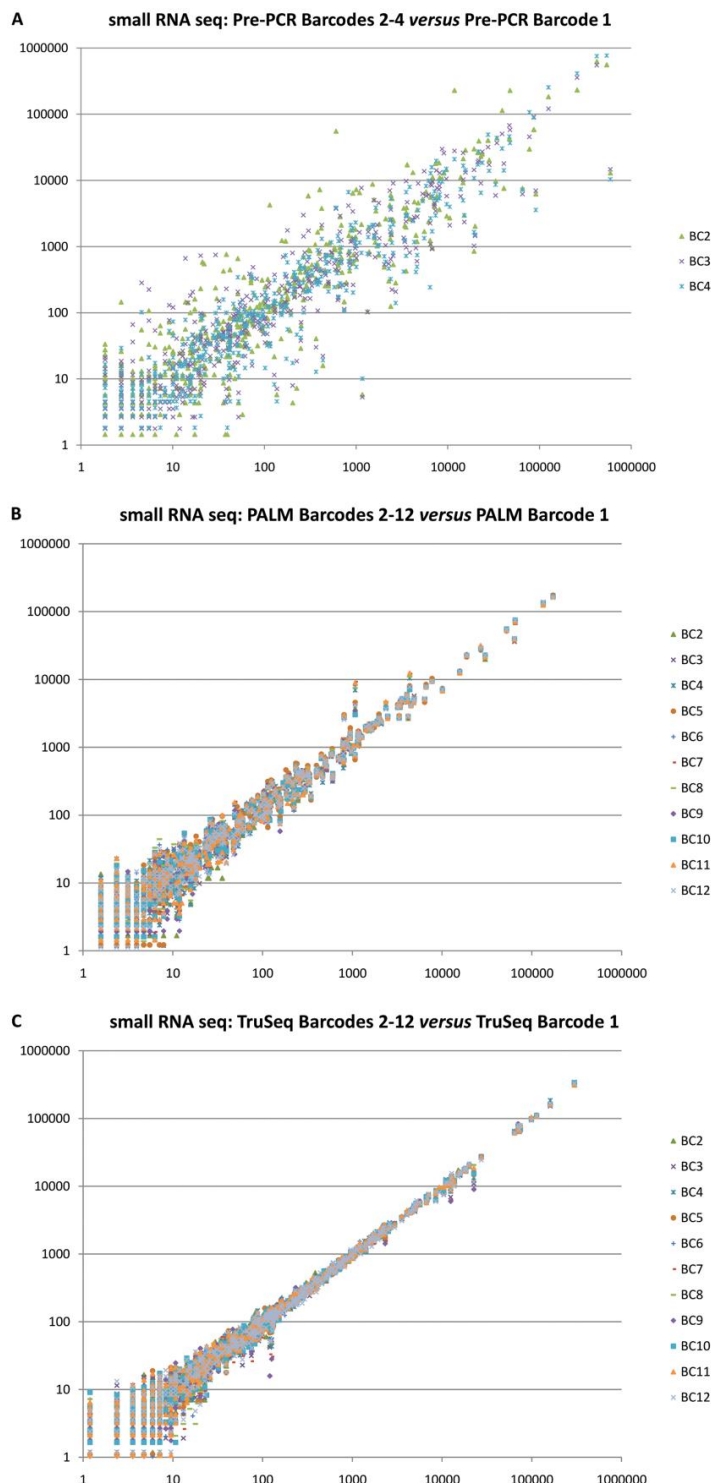 A
small RNA seq: Pre-PCR Barcodes 2-4 versus Pre-PCR Barcode 1
1000000
100000
10000
1000
100
10
1
1 10 100 1000 10000 100000 1000000
BC2
BC3
BC4
B
small RNA seq: PALM Barcodes 2-12 versus PALM Barcode 1
1000000
100000
10000
1000
100
10
1
1 10 100 1000 10000 100000 1000000
BC2
BC3
BC4
BC5
BC6
BC7
BC8
BC9
BC10
BC11
BC12
C
small RNA seq: TruSeq Barcodes 2-12 versus TruSeq Barcode 1
1000000
100000
10000
1000
100
10
1
1 10 100 1000 10000 100000 1000000
BC2
BC3
BC4
BC5
BC6
BC7
BC8
BC9
BC10
BC11
BC12